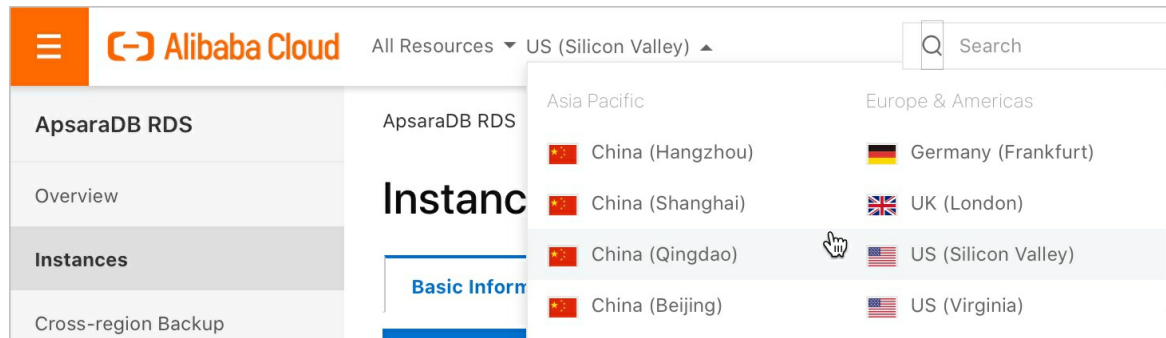 Alibaba Cloud
All Resources US (Silicon Valley)
Search
ApsaraDB RDS
Overview
Instances
Cross-region Backup
ApsaraDB RDS
Instanc
Basic Inform
Asia Pacific
China (Hangzhou)
China (Shanghai)
China (Qingdao)
China (Beijing)
Europe & Americas
Germany (Frankfurt)
UK (London)
US (Silicon Valley)
US (Virginia)